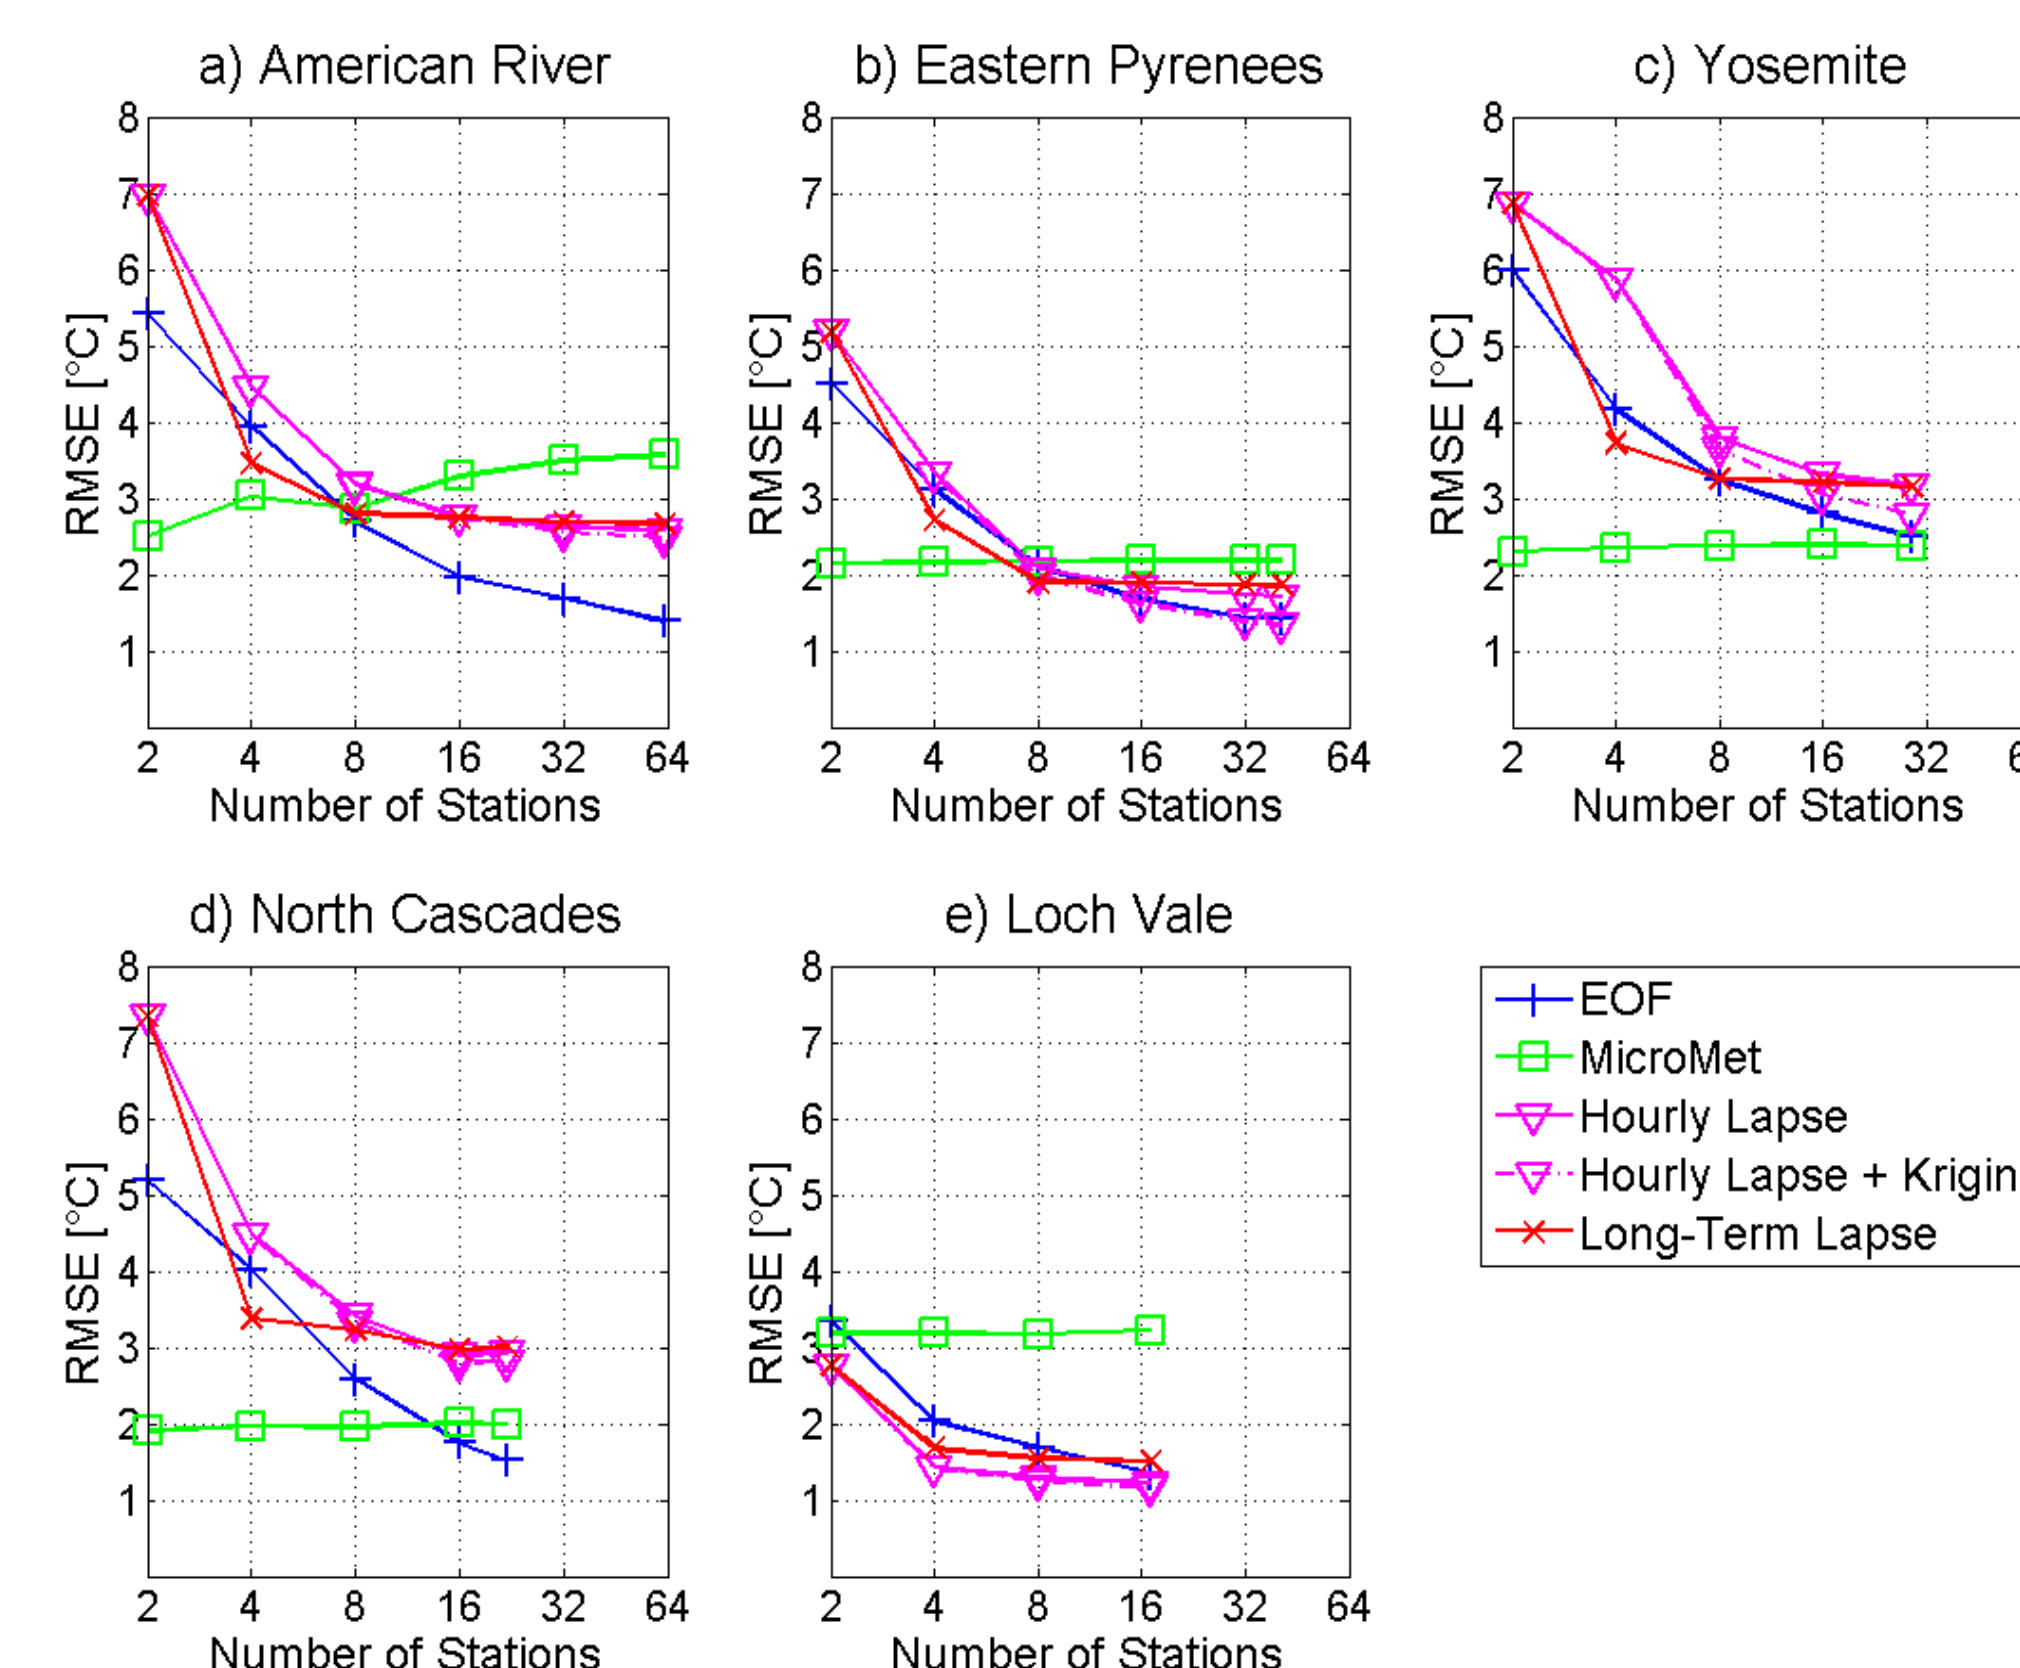 a) American River
b) Eastern Pyrenees
c) Yosemite
8
7
6
5
4
3
2
1
RMSE [°C]
2 4 8 16 32 64
Number of Stations
8
7
6
5
4
3
2
1
RMSE [°C]
2 4 8 16 32 64
Number of Stations
8
7
6
5
4
3
2
1
RMSE [°C]
2 4 8 16 32 6
Number of Stations
d) North Cascades
e) Loch Vale
8
7
6
5
4
3
2
1
RMSE [°C]
2 4 8 16 32 64
Number of Stations
8
7
6
5
4
3
2
1
RMSE [°C]
2 4 8 16 32 64
Number of Stations
EOF
MicroMet
Hourly Lapse
Hourly Lapse + Krigin
Long-Term Lapse